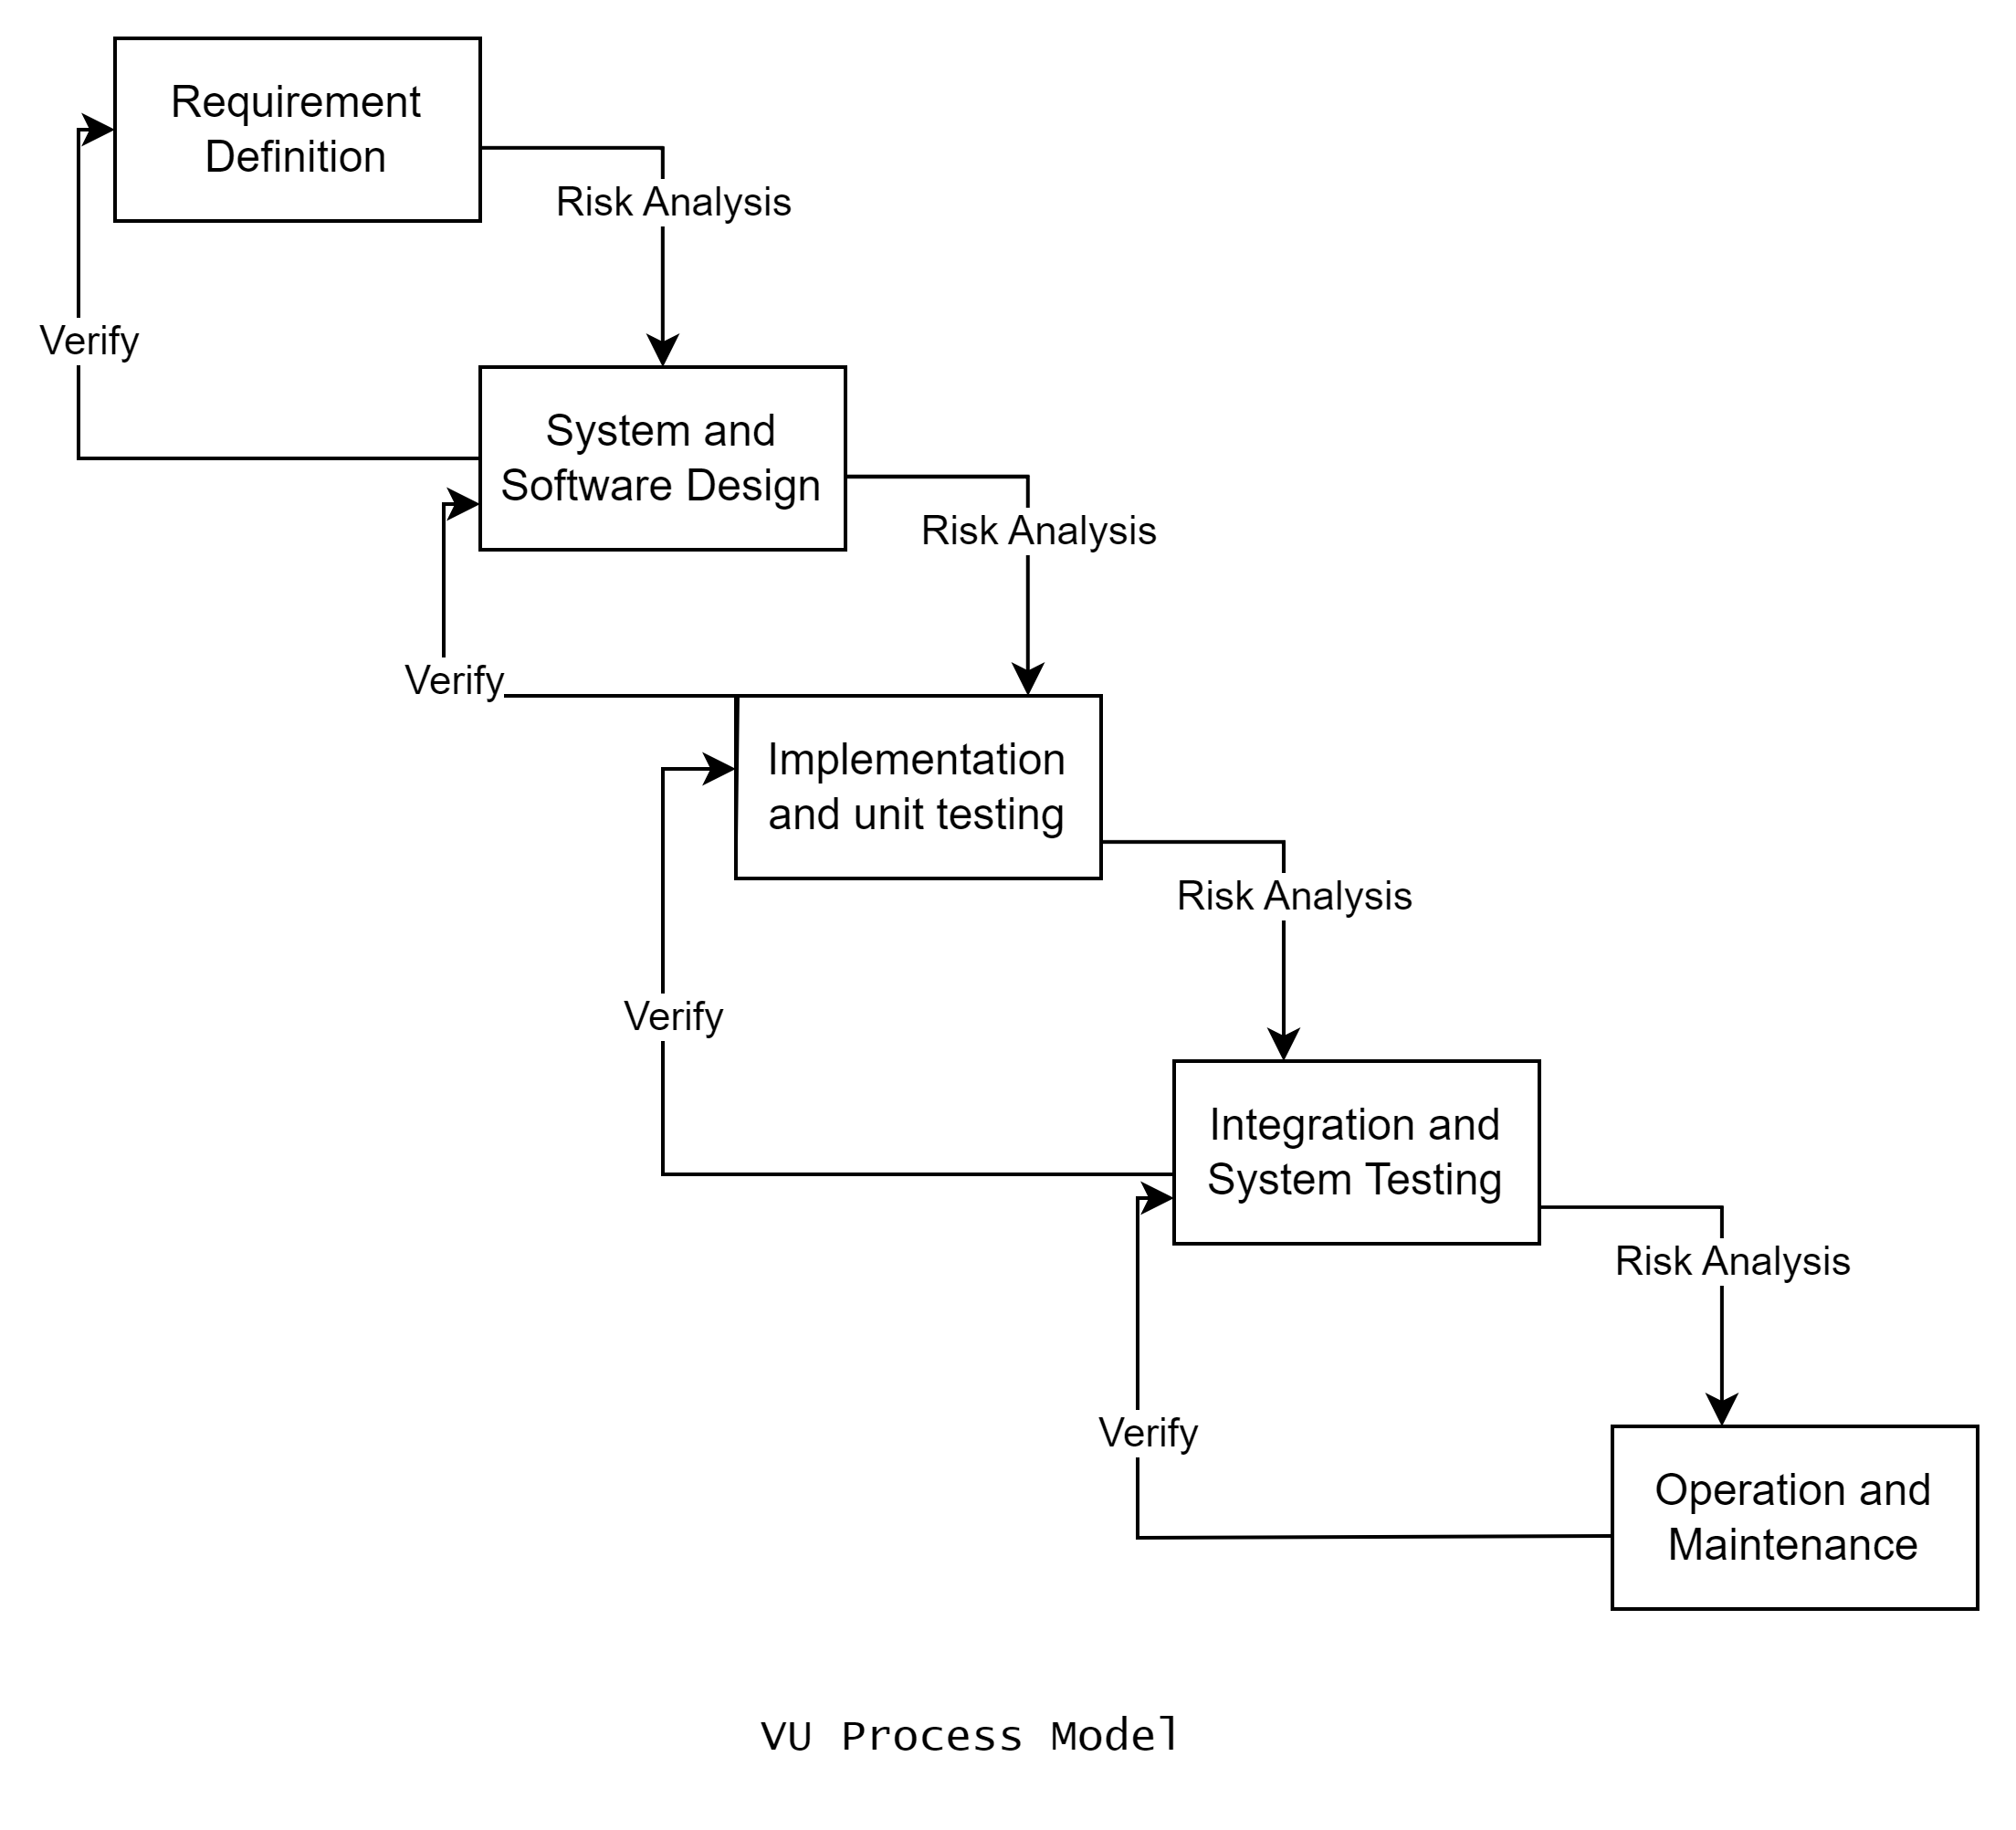 Requirement
Definition
Risk Analysis
Verify
System and
Software Design
Risk Analysis
Verify
Implementation
and unit testing
Risk Analysis
Verify
Integration and
System Testing
Risk Analysis
Verify
Operation and
Maintenance
VU Process Model